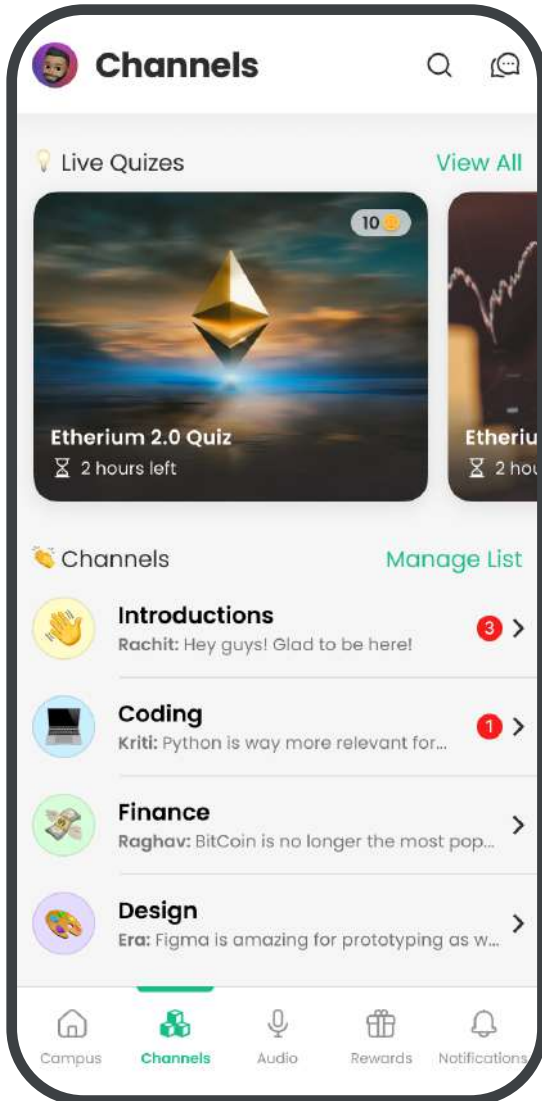 Channels
Live Quizes
View All
10
Etherium 2.0 Quiz
2 hours left
Etheriu
2 hou
Channels
Manage List
Introductions
Rachit: Hey guys! Glad to be here!
3
Coding
Kriti: Python is way more relevant for...
1
Finance
Raghav: BitCoin is no longer the most pop...
Design
Era: Figma is amazing for prototyping as w...
Campus
Channels
Audio
Rewards
Notifications